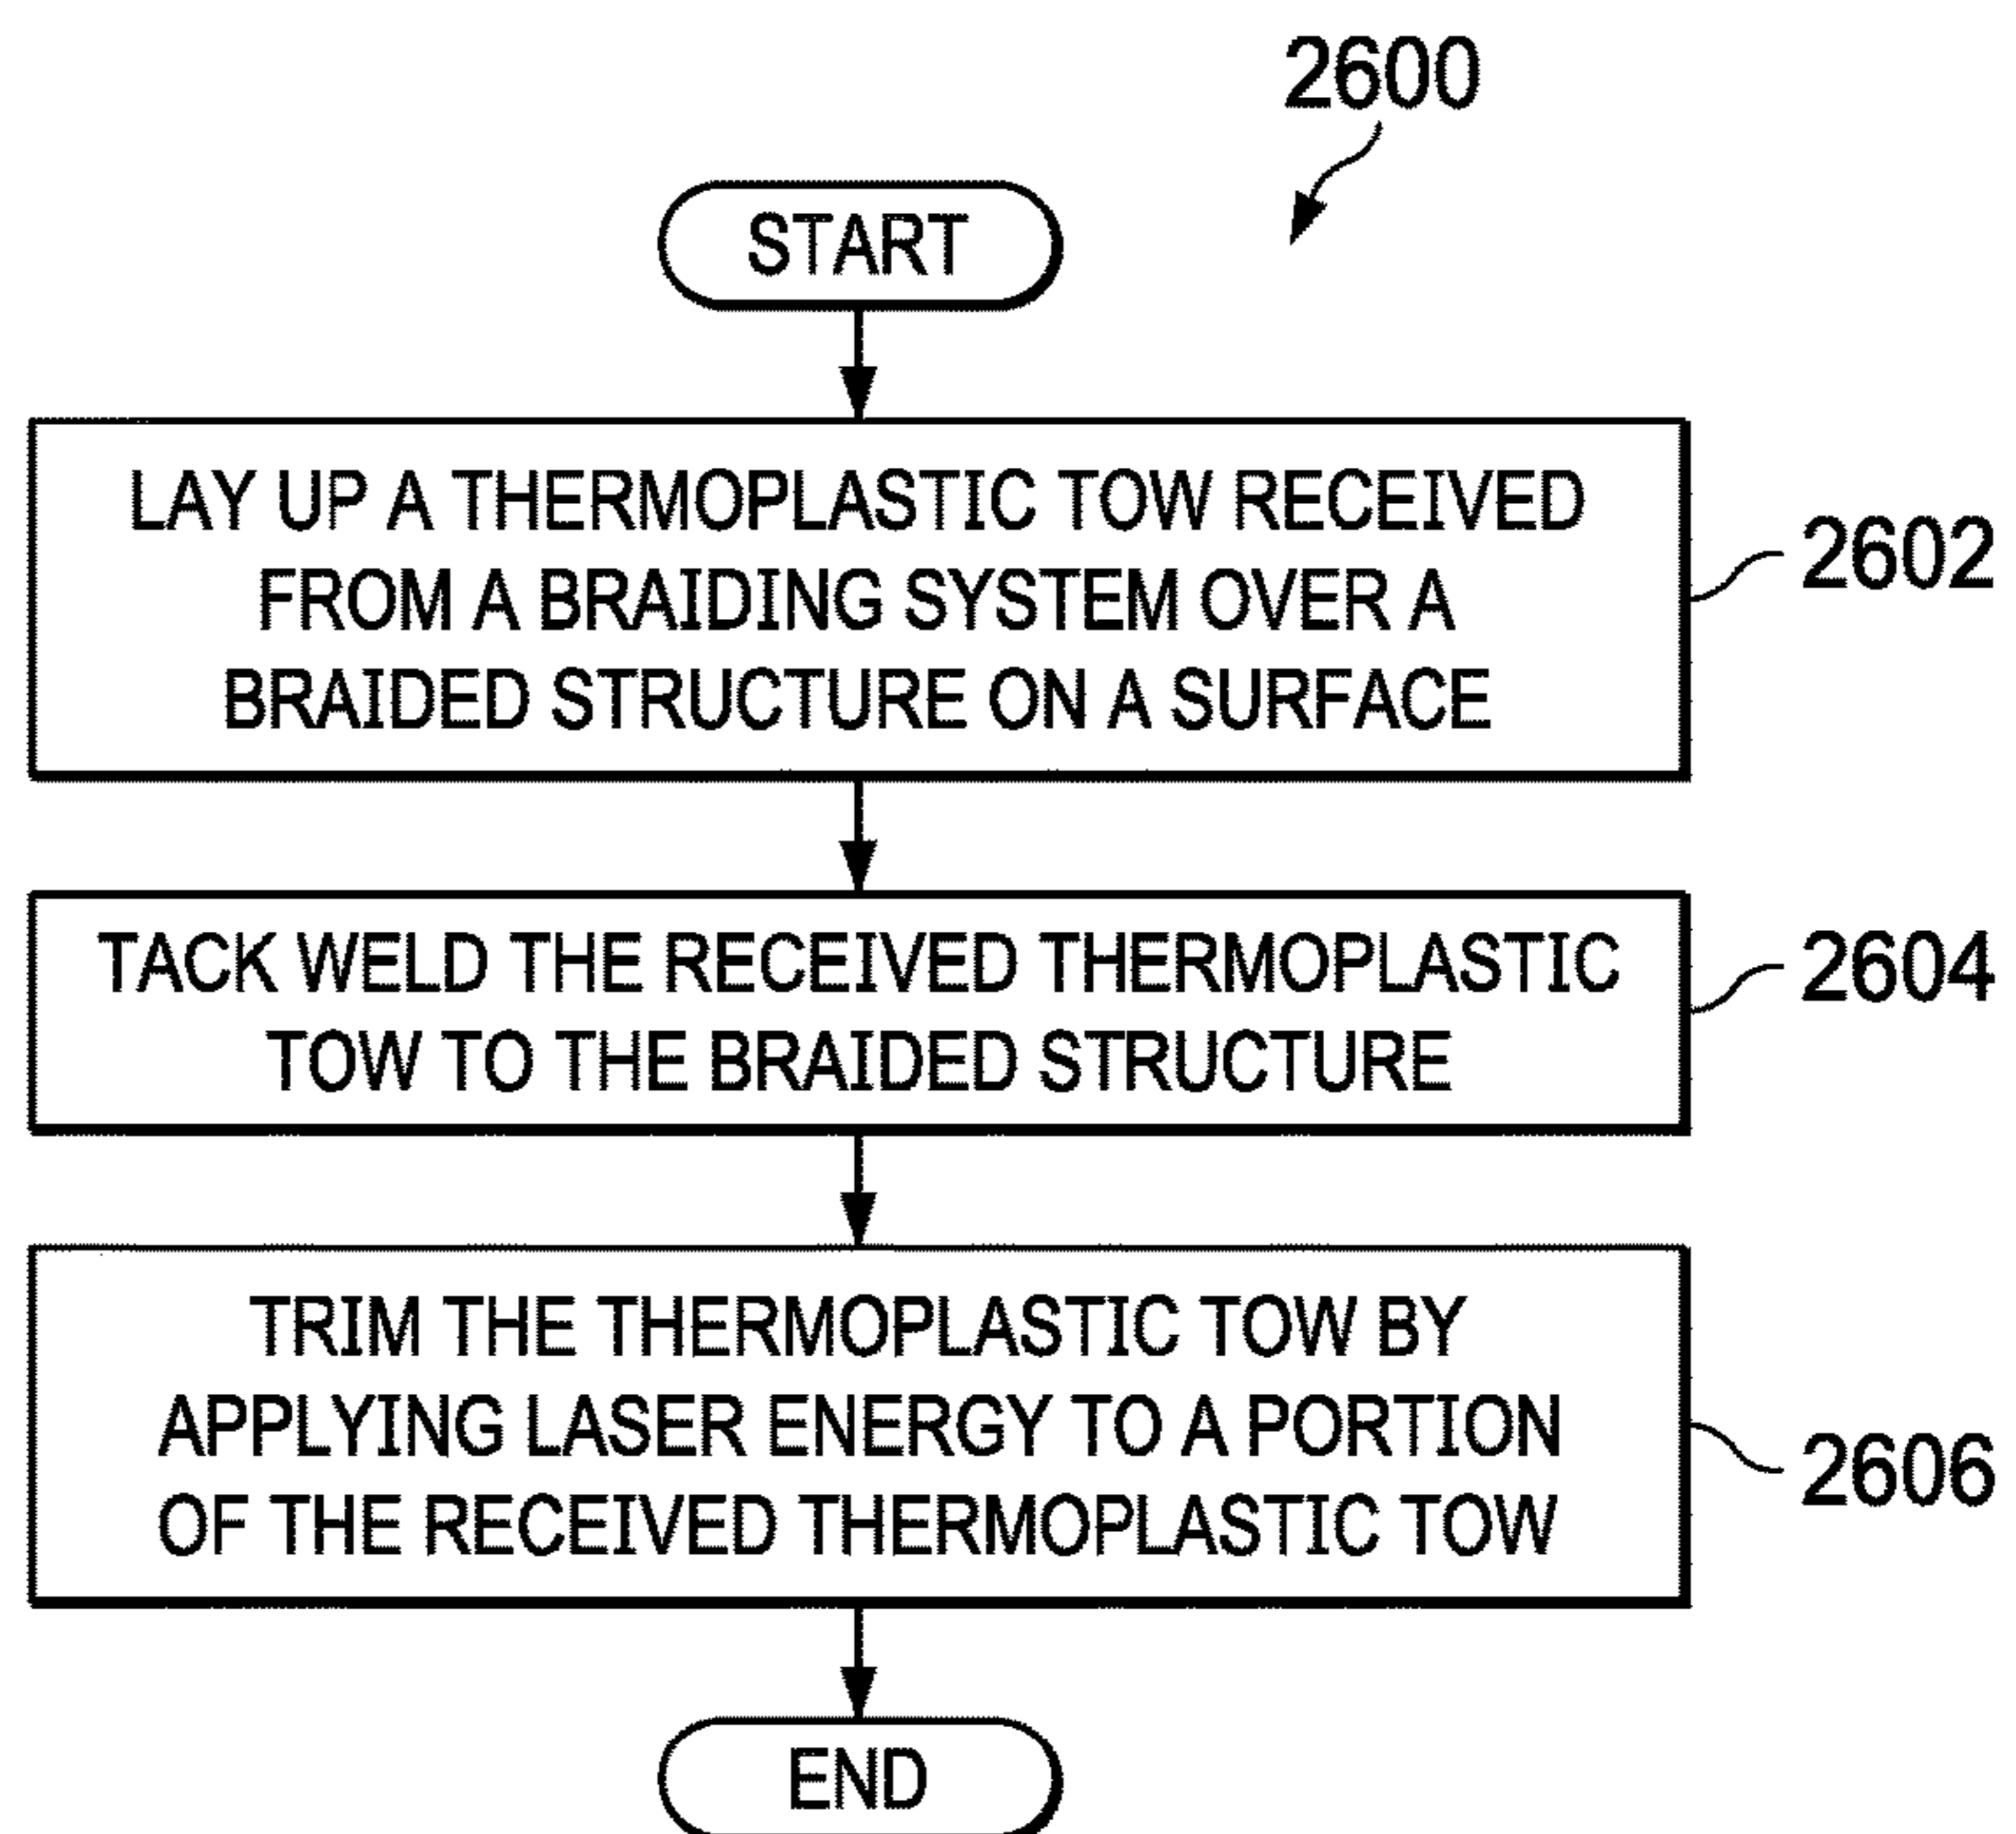 2600
START
LAY UP A THERMOPLASTIC TOW RECEIVED
FROM A BRAIDING SYSTEM OVER A
BRAIDED STRUCTURE ON A SURFACE
2602
TACK WELD THE RECEIVED THERMOPLASTIC
TOW TO THE BRAIDED STRUCTURE
2604
TRIM THE THERMOPLASTIC TOW BY
APPLYING LASER ENERGY TO A PORTION
OF THE RECEIVED THERMOPLASTIC TOW
2606
END